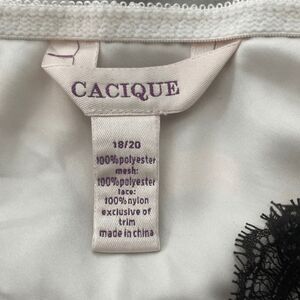 CACIQUE
18/20
100%polyester
mesh:
100%polyester
lace:
100%nylon
exclusive of
trim
made in china